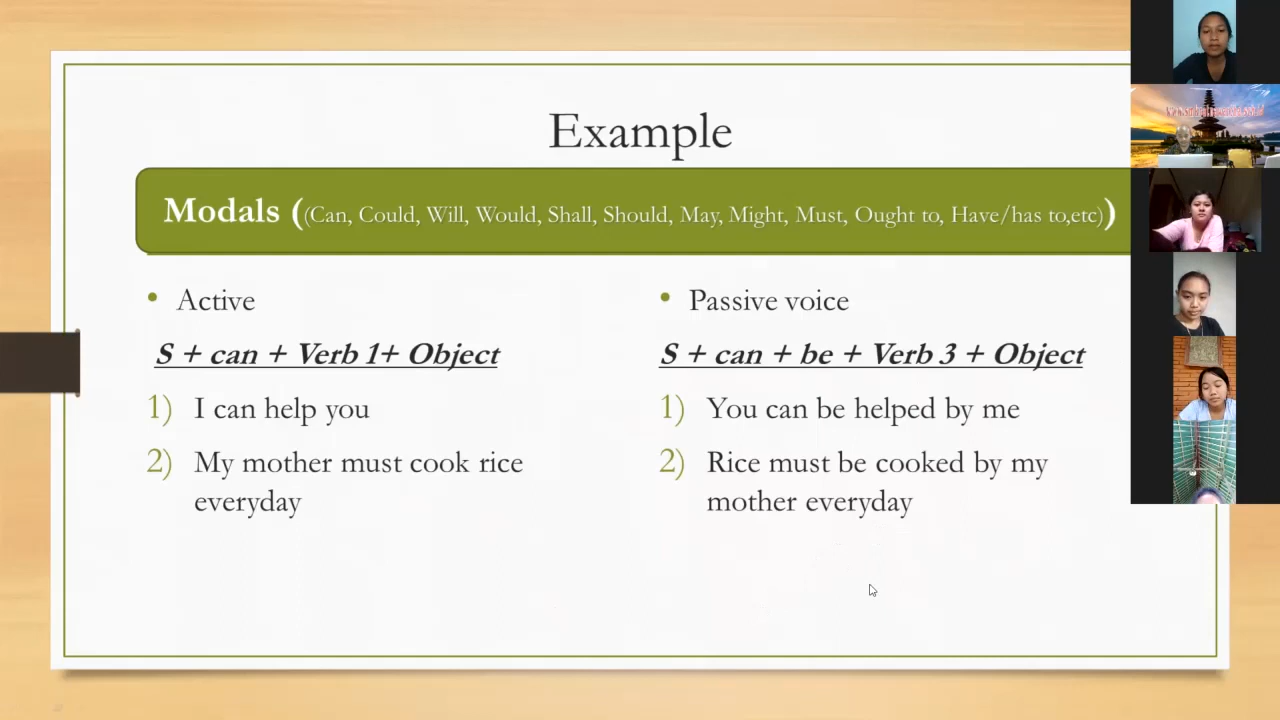 Example
Modals ((Can, Could, Will, Would, Shall, Should, May, Might, Must, Ought to, Have/has to,etc))
• Active
S + can + Verb 1+ Object
1) I can help you
2) My mother must cook rice
everyday
• Passive voice
S + can + be + Verb 3 + Object
1) You can be helped by me
2) Rice must be cooked by my
mother everyday